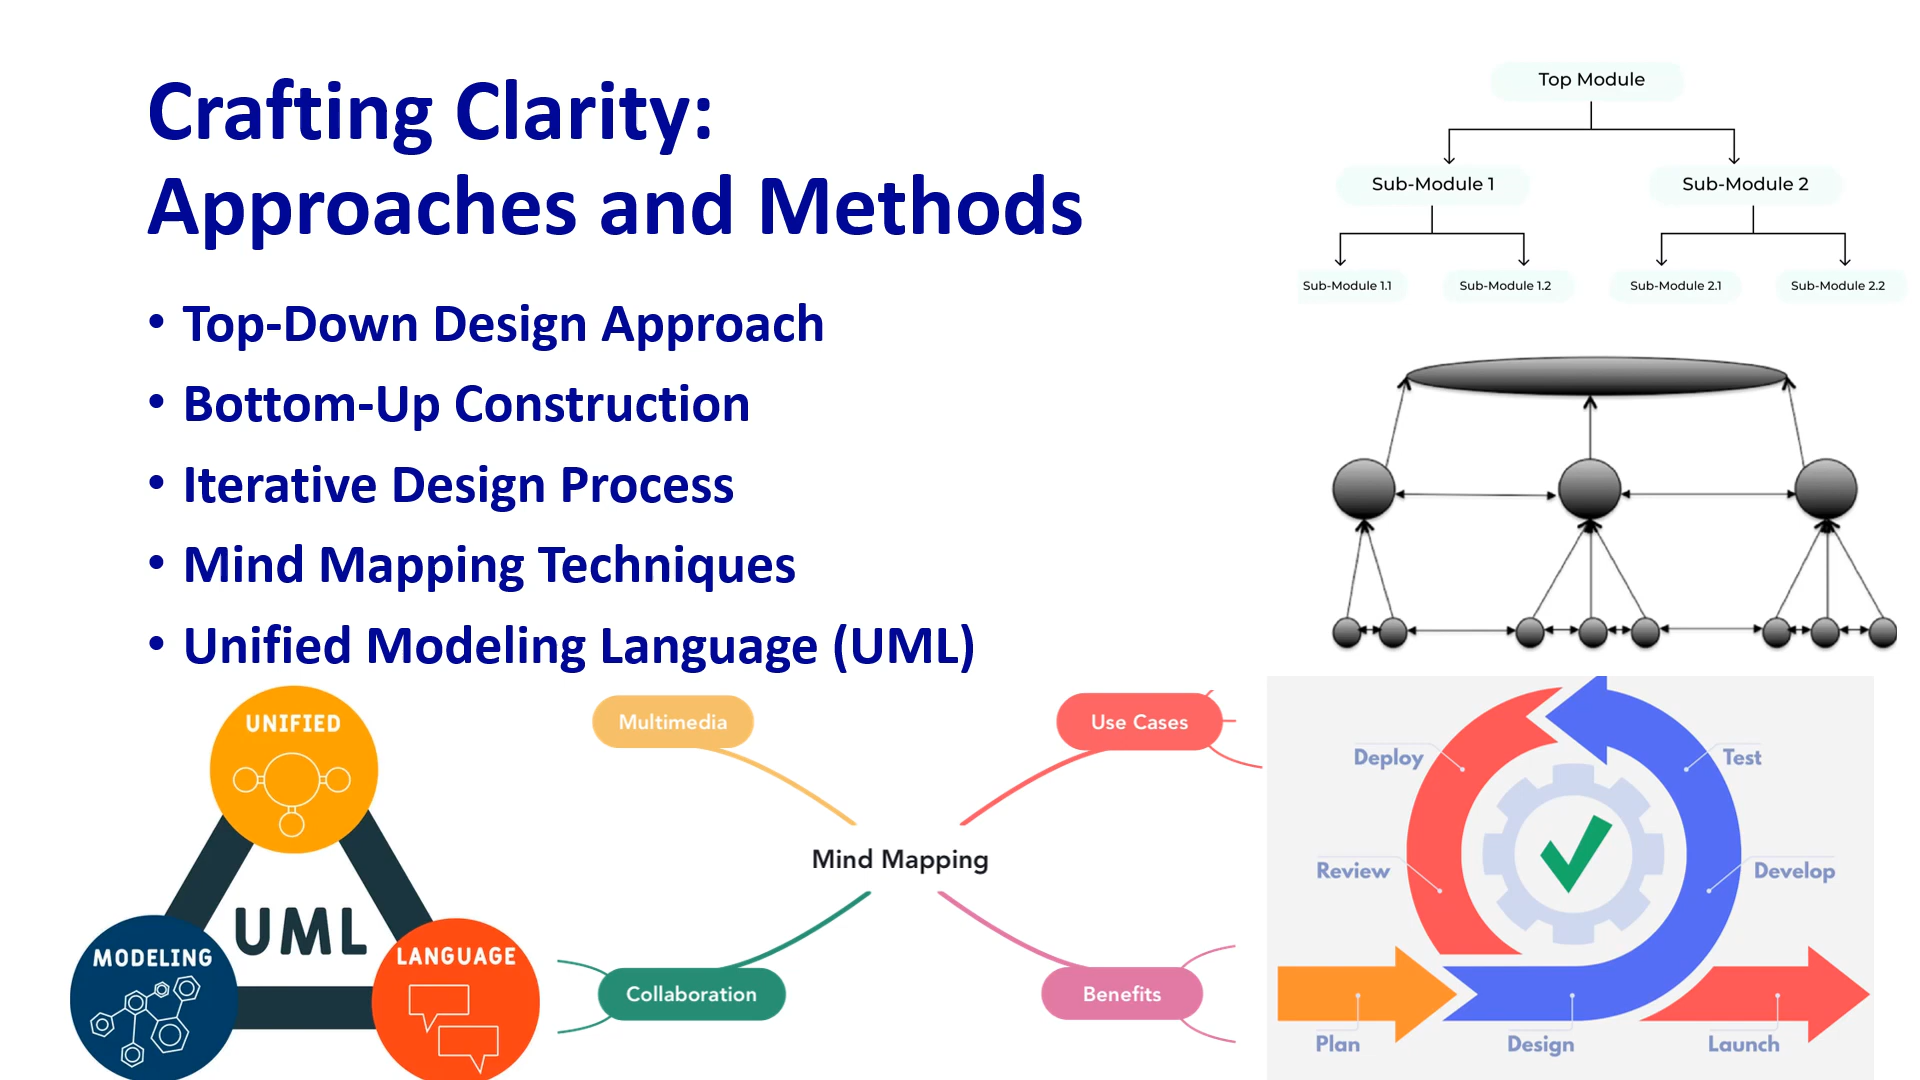 Crafting Clarity:
Approaches and Methods
• Top-Down Design Approach
• Bottom-Up Construction
• Iterative Design Process
• Mind Mapping Techniques
• Unified Modeling Language (UML)
Top Module
Sub-Module 1
Sub-Module 2
Sub-Module 1.1
Sub-Module 1.2
Sub-Module 2.1
Sub-Module 2.2
UNIFIED
UML
MODELING
LANGUAGE
Multimedia
Use Cases
Mind Mapping
Collaboration
Benefits
Deploy
Test
Review
Develop
Plan
Design
Launch